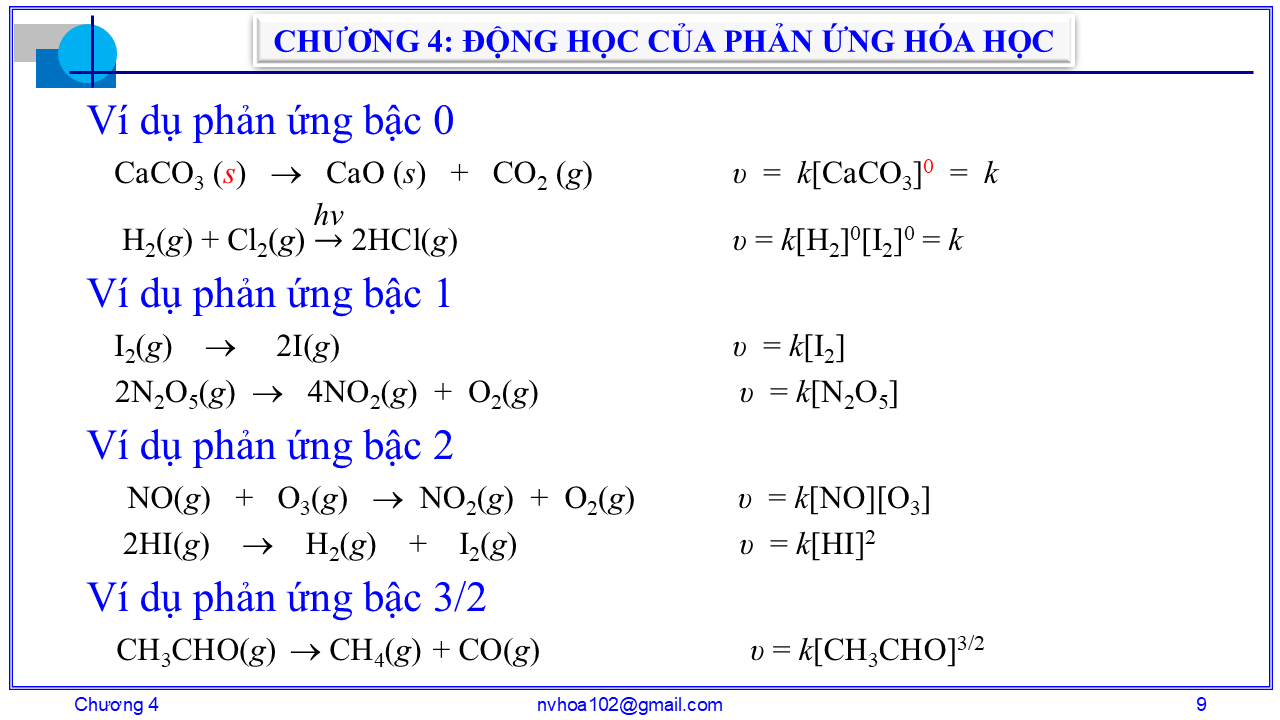 CHƯƠNG 4: ĐỘNG HỌC CỦA PHẢN ỨNG HÓA HỌC
Ví dụ phản ứng bậc 0
CaCO₃ (s) → CaO (s) + CO₂ (g) υ = k[CaCO₃]⁰ = k
hν
H₂(g) + Cl₂(g) → 2HCl(g) υ = k[H₂]⁰[I₂]⁰ = k
Ví dụ phản ứng bậc 1
I₂(g) → 2I(g) υ = k[I₂]
2N₂O₅(g) → 4NO₂(g) + O₂(g) υ = k[N₂O₅]
Ví dụ phản ứng bậc 2
NO(g) + O₃(g) → NO₂(g) + O₂(g) υ = k[NO][O₃]
2HI(g) → H₂(g) + I₂(g) υ = k[HI]²
Ví dụ phản ứng bậc 3/2
CH₃CHO(g) → CH₄(g) + CO(g) υ = k[CH₃CHO]³ᐟ²
Chương 4 nvhoa102@gmail.com 9